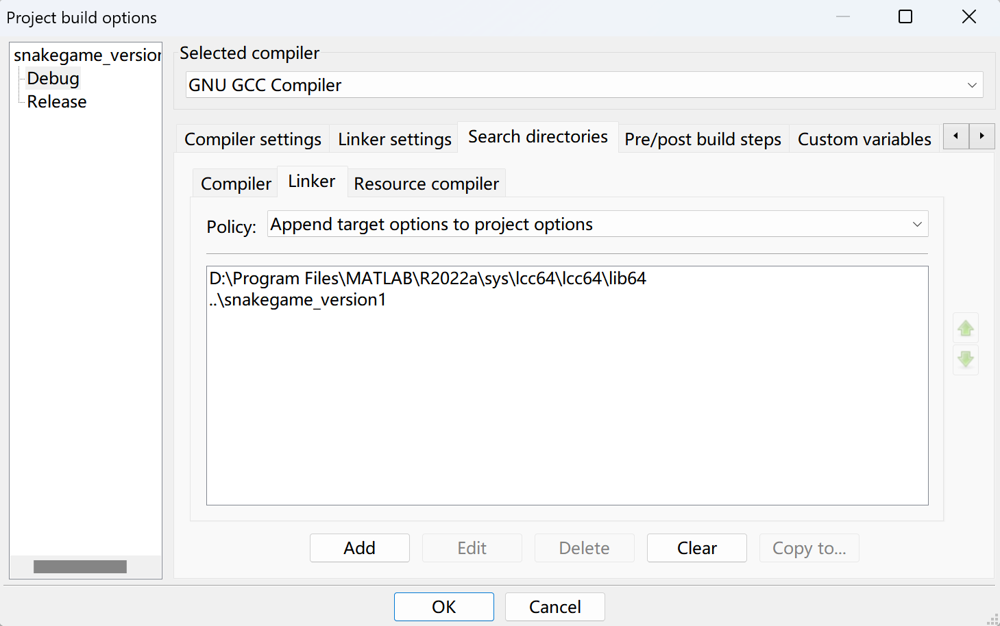 Project build options
snakegame_version
Debug
Release
Selected compiler
GNU GCC Compiler
Compiler settings
Linker settings
Search directories
Pre/post build steps
Custom variables
Compiler
Linker
Resource compiler
Policy:
Append target options to project options
D:\Program Files\MATLAB\R2022a\sys\lcc64\lcc64\lib64
..\snakegame_version1
Add
Edit
Delete
Clear
Copy to...
OK
Cancel